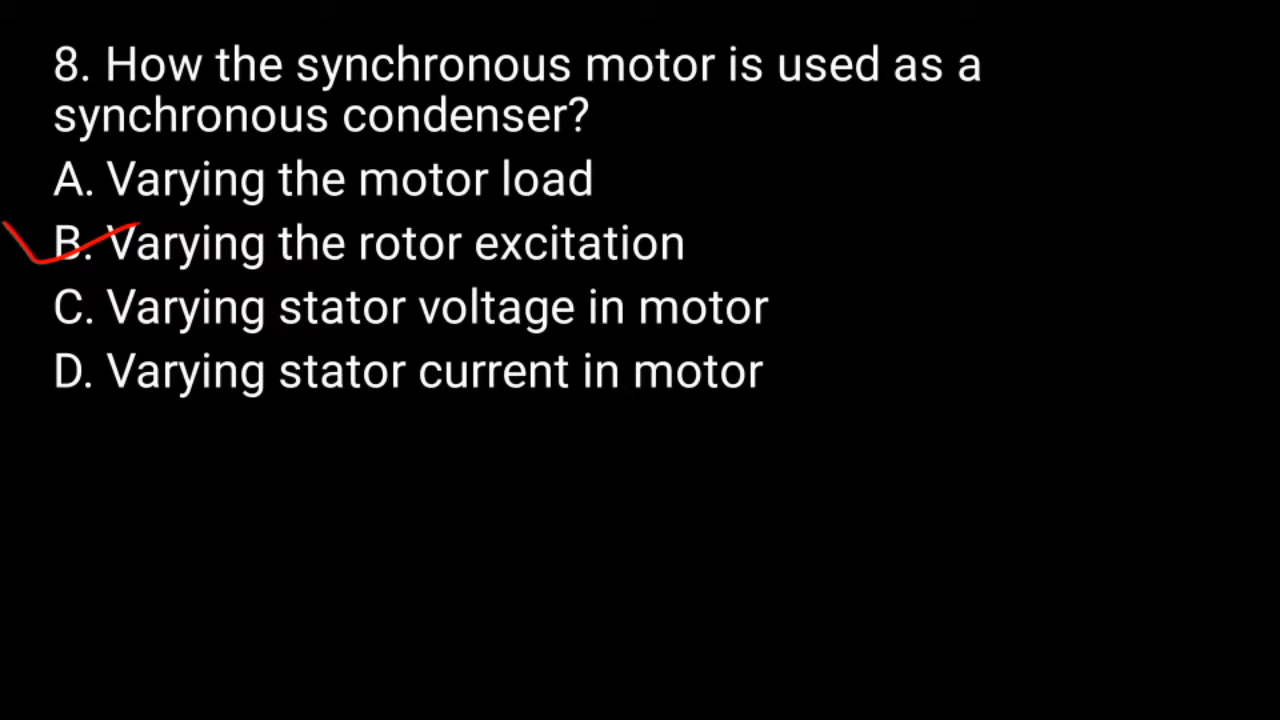 8. How the synchronous motor is used as a
synchronous condenser?
A. Varying the motor load
B. Varying the rotor excitation
C. Varying stator voltage in motor
D. Varying stator current in motor